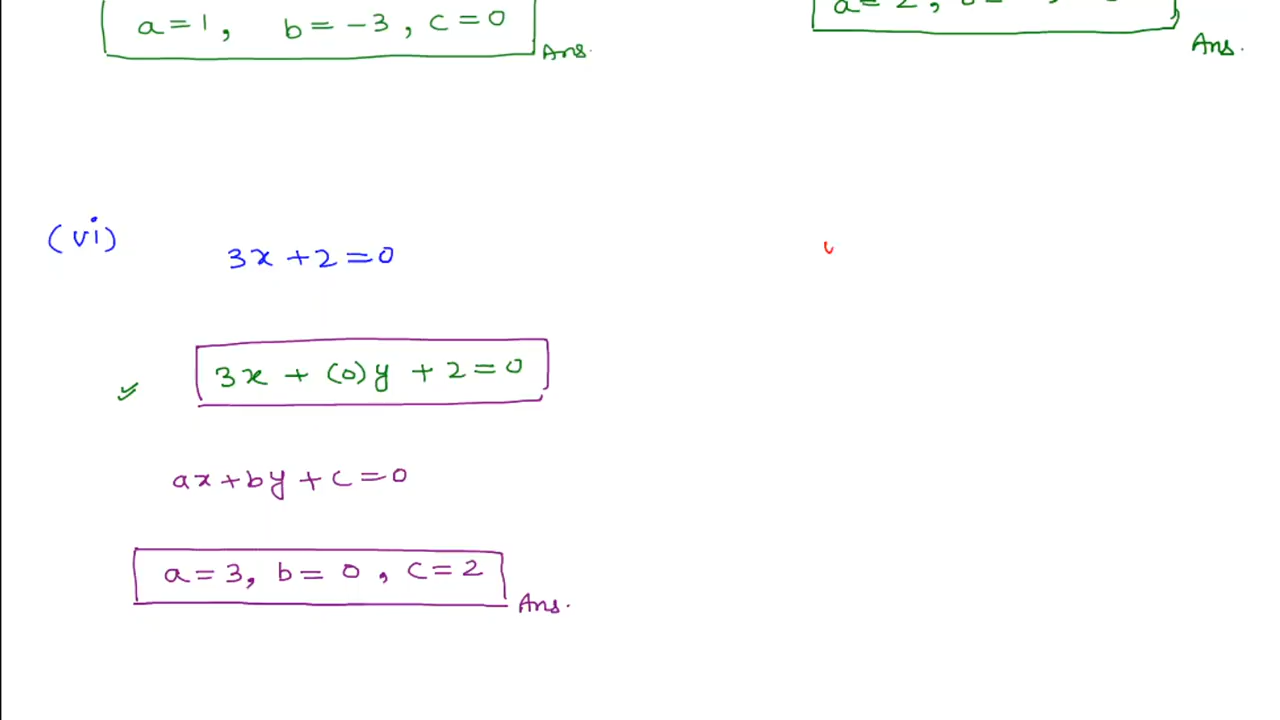 a=1, b=-3, c=0
Ans.
a=2,
Ans.
(vi)
3x+2=0
3x + (0)y + 2=0
ax+by+c=0
a=3, b=0, c=2
Ans.